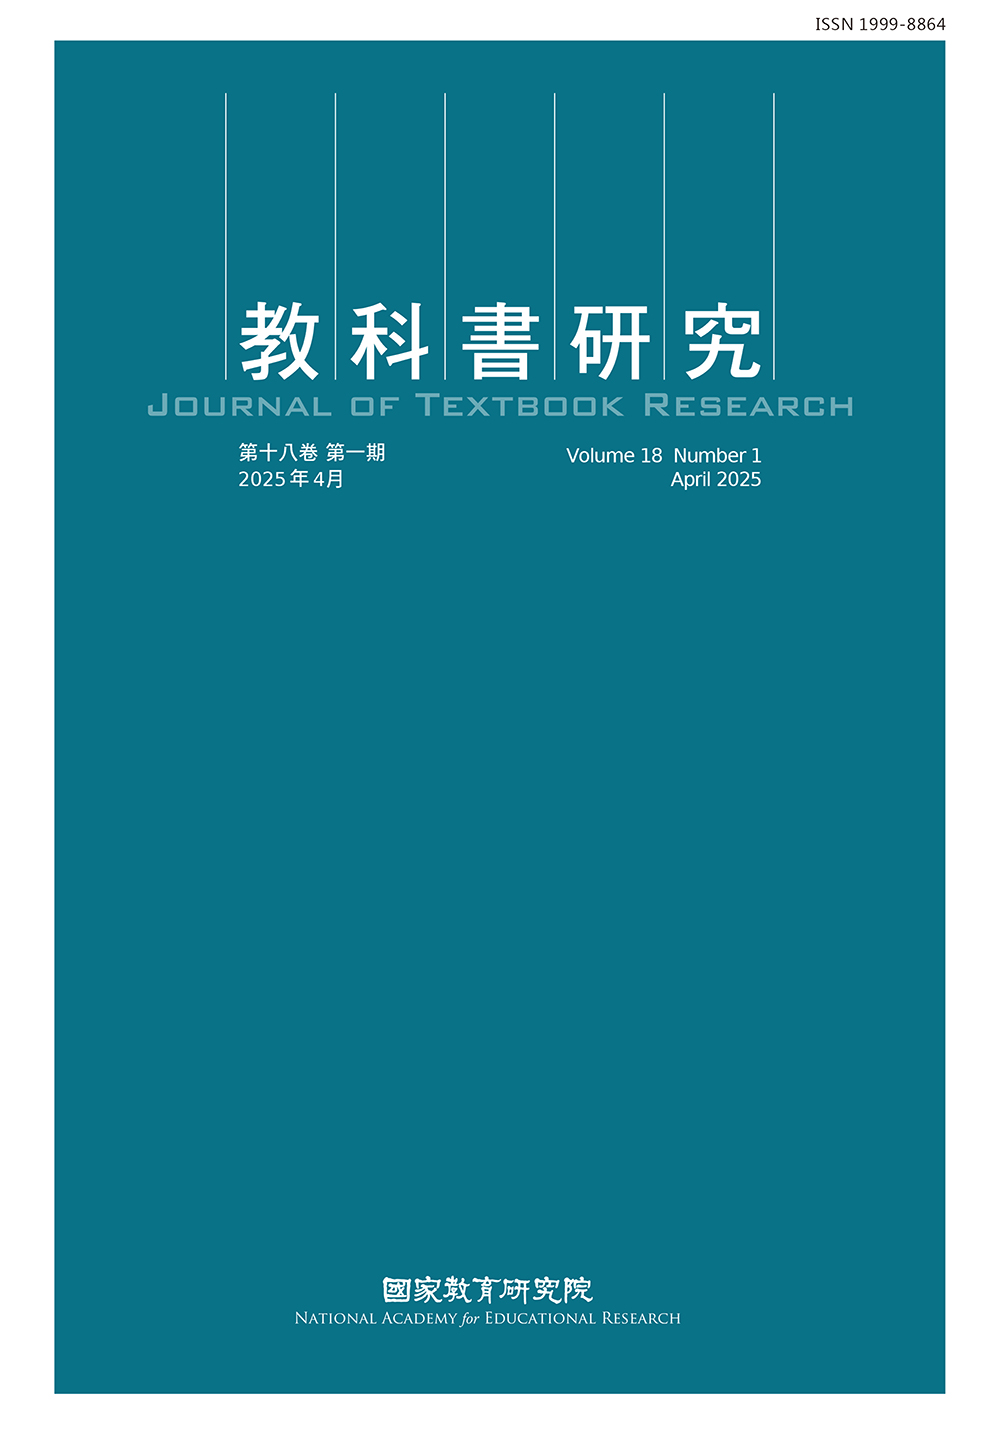 ISSN 1999-8864
教科書研究
JOURNAL OF TEXTBOOK RESEARCH
第十八卷 第一期
2025年4月
Volume 18 Number 1
April 2025
國家教育研究院
NATIONAL ACADEMY for EDUCATIONAL RESEARCH